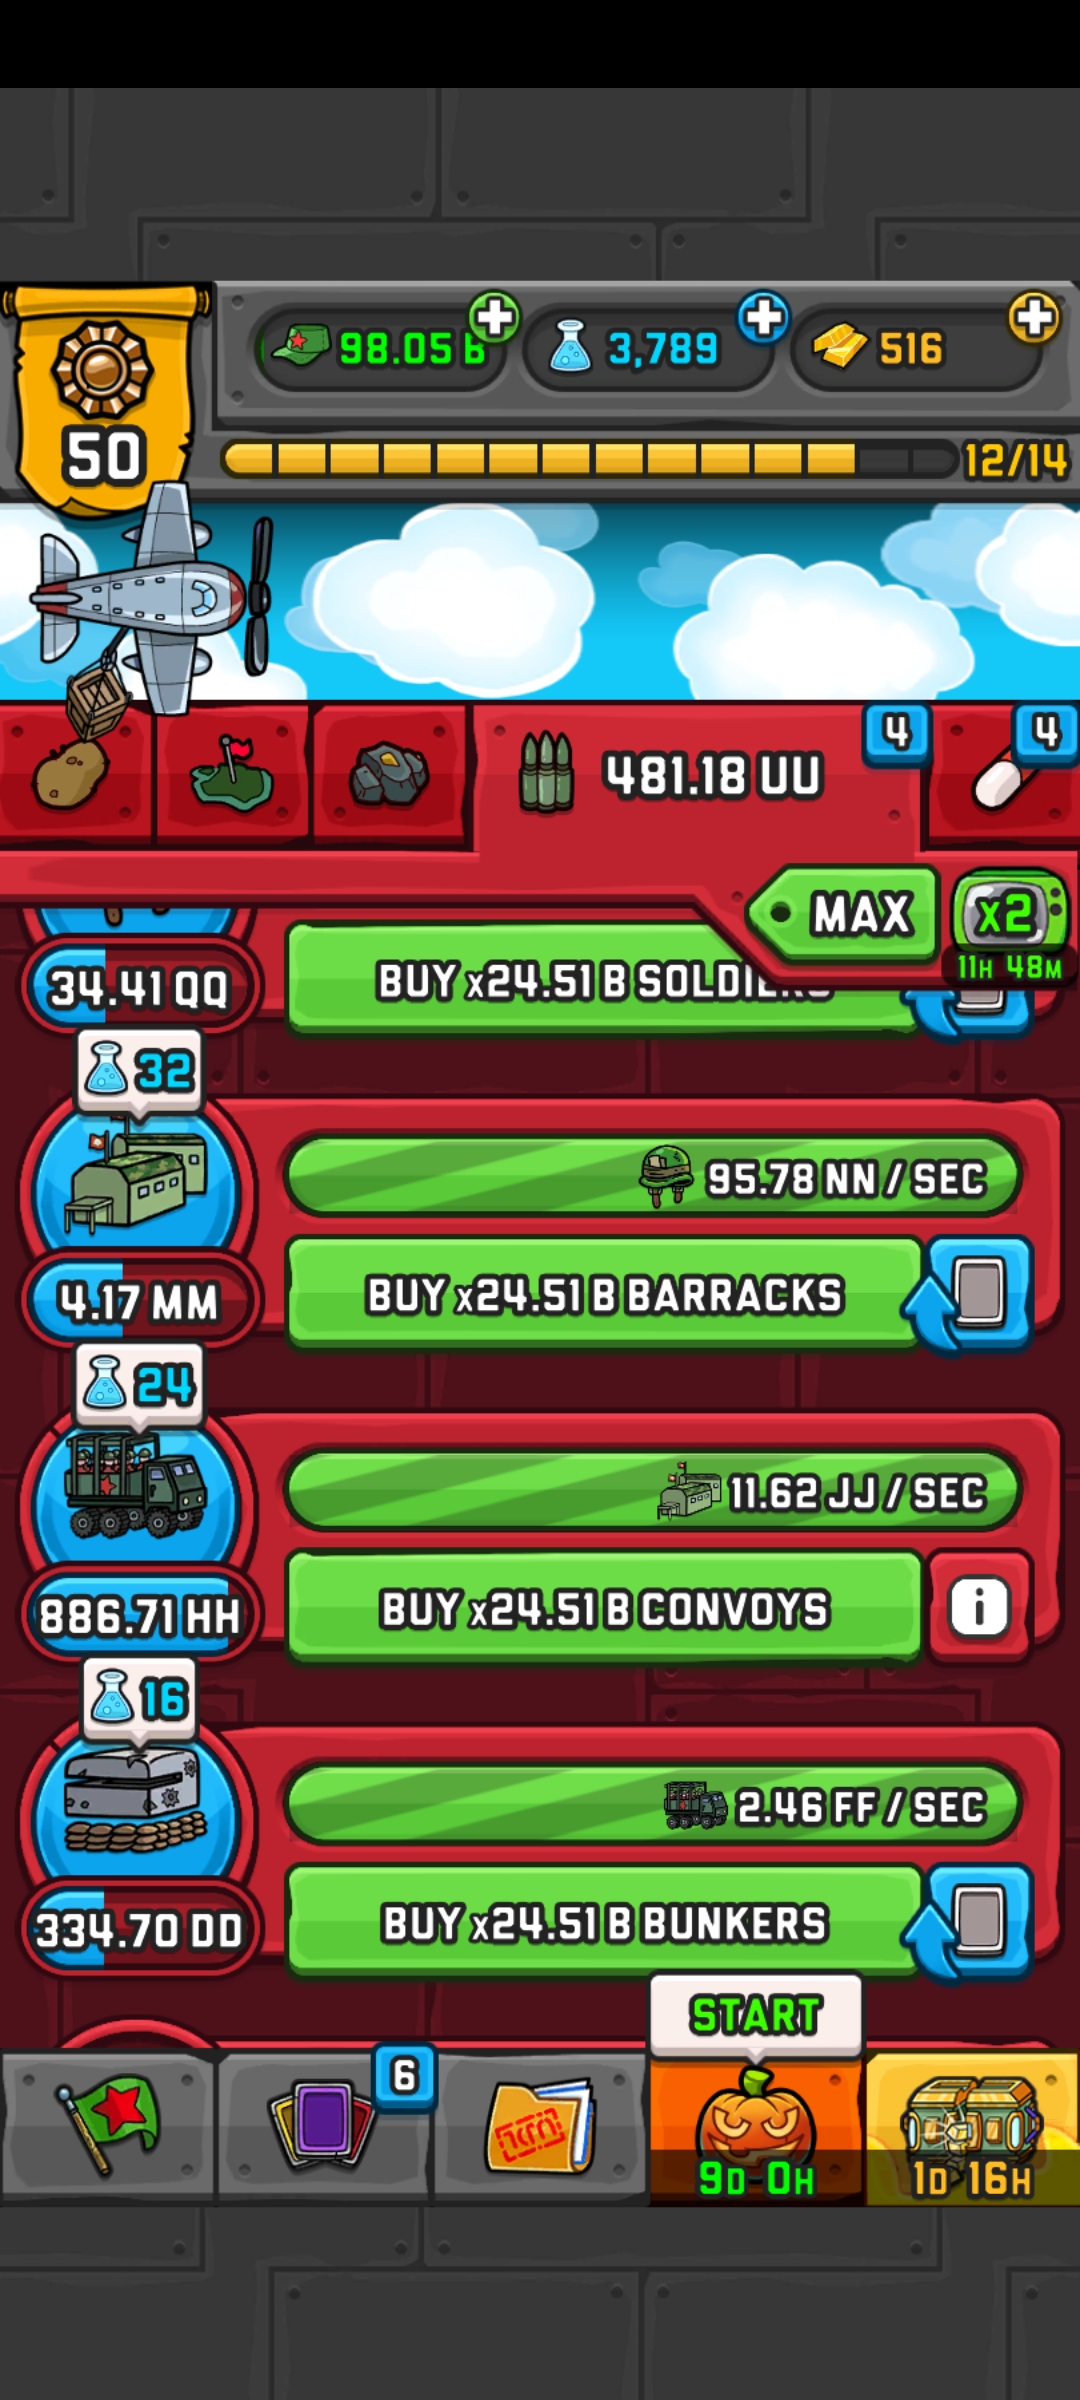 98.05 B
3,789
516
50
12/14
481.18 UU
4
4
MAX
x2
11H 48M
34.41 QQ
BUY x24.51 B SOLDIERS
32
95.78 NN / SEC
4.17 MM
BUY x24.51 B BARRACKS
24
11.62 JJ / SEC
886.71 HH
BUY x24.51 B CONVOYS
i
16
2.46 FF / SEC
334.70 DD
BUY x24.51 B BUNKERS
START
6
9D 0H
1D 16H